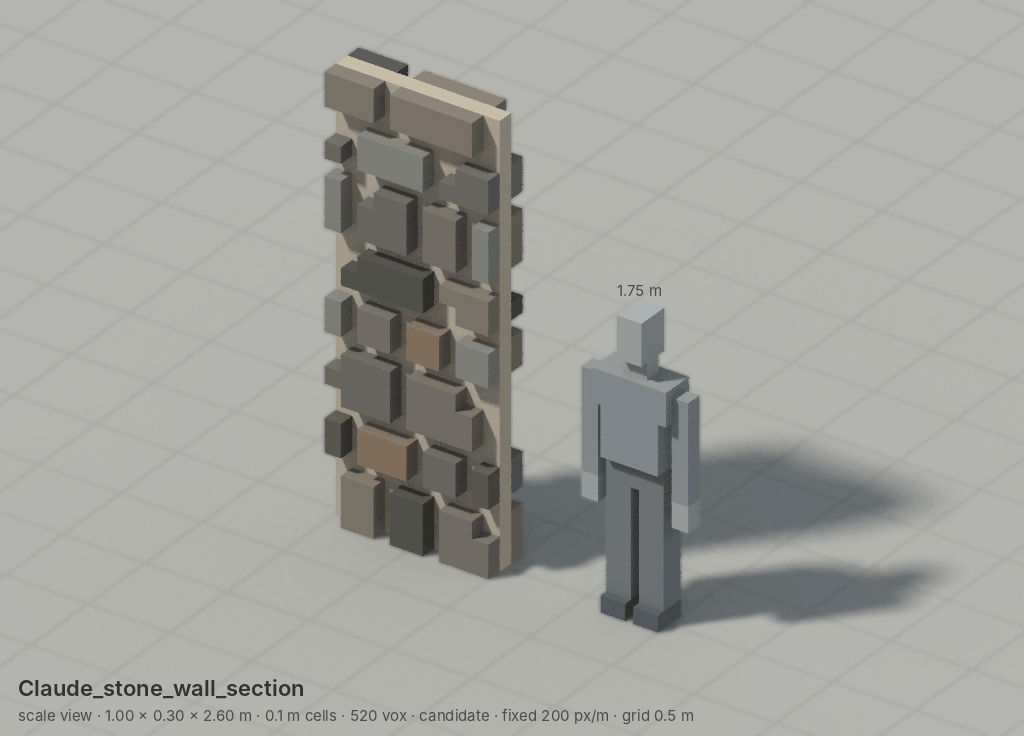 1.75 m
Claude_stone_wall_section
scale view · 1.00 × 0.30 × 2.60 m · 0.1 m cells · 520 vox · candidate · fixed 200 px/m · grid 0.5 m